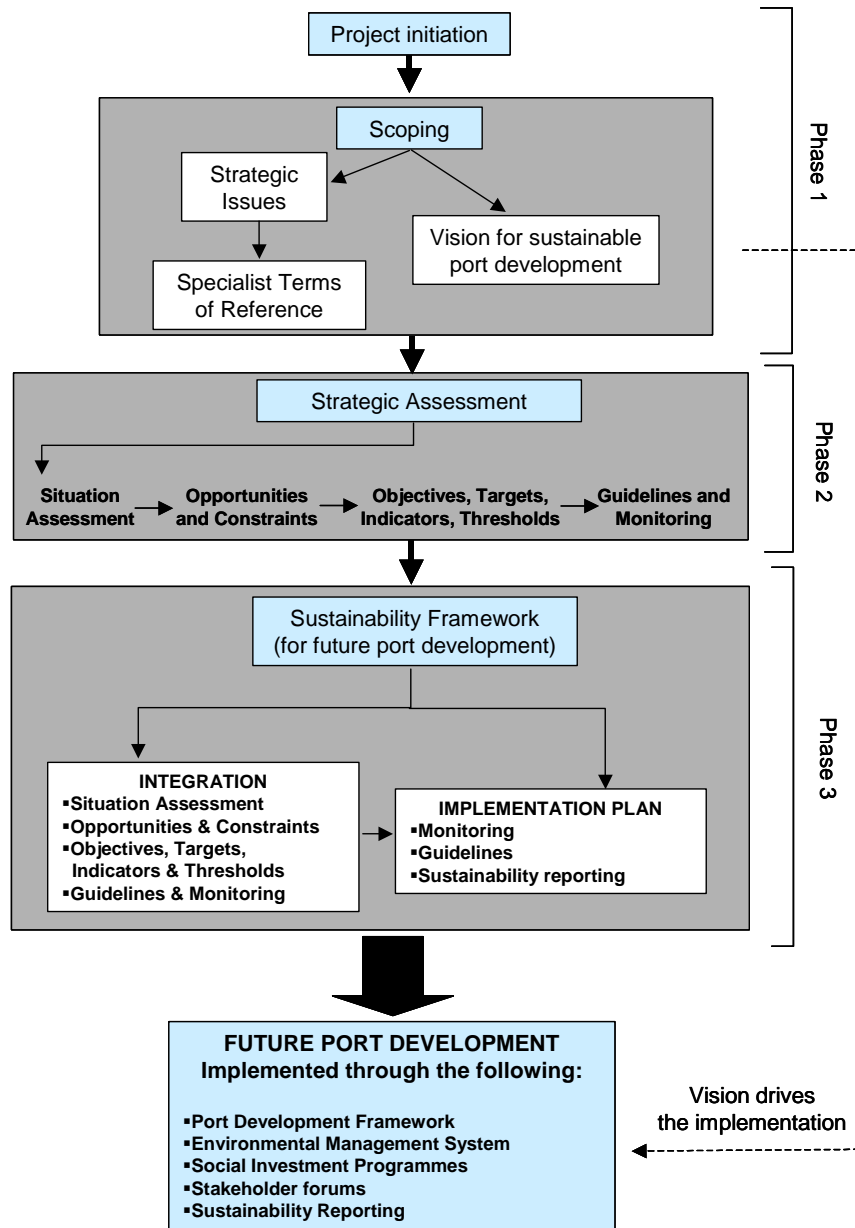 Project initiation
Phase 1
Scoping
Strategic
Issues
Vision for sustainable
port development
Specialist Terms
of Reference
Phase 2
Strategic Assessment
Situation
Assessment
Opportunities
and Constraints
Objectives, Targets,
Indicators, Thresholds
Guidelines and
Monitoring
Phase 3
Sustainability Framework
(for future port development)
INTEGRATION
▪Situation Assessment
▪Opportunities & Constraints
▪Objectives, Targets,
Indicators & Thresholds
▪Guidelines & Monitoring
IMPLEMENTATION PLAN
▪Monitoring
▪Guidelines
▪Sustainability reporting
FUTURE PORT DEVELOPMENT
Implemented through the following:
▪Port Development Framework
▪Environmental Management System
▪Social Investment Programmes
▪Stakeholder forums
▪Sustainability Reporting
Vision drives
the implementation